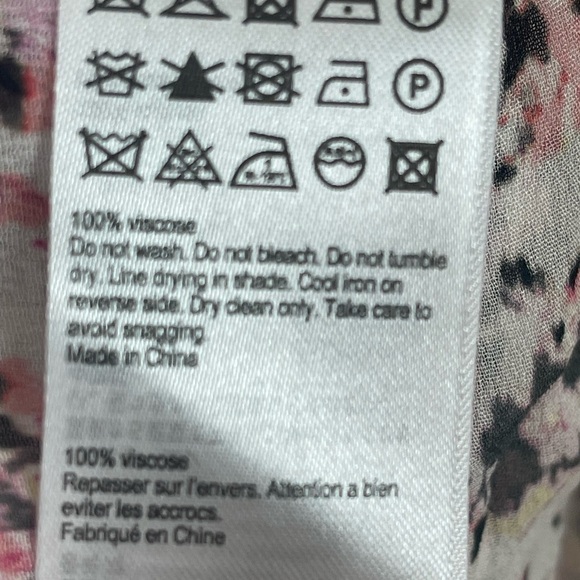 P
P
100% viscose
Do not wash. Do not bleach. Do not tumble
dry. Line drying in shade. Cool iron on
reverse side. Dry clean only. Take care to
avoid snagging
Made in China
100% viscose
Repasser sur l'envers. Attention a bien
eviter les accrocs.
Fabriqué en Chine